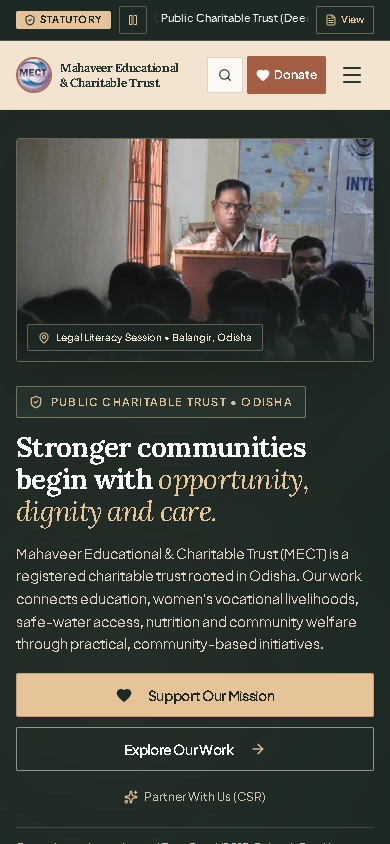 STATUTORY
Public Charitable Trust (Dee
View
MECT
Mahaveer Educational
& Charitable Trust
Donate
INTE
Legal Literacy Session • Balangir, Odisha
PUBLIC CHARITABLE TRUST • ODISHA
Stronger communities
begin with opportunity,
dignity and care.
Mahaveer Educational & Charitable Trust (MECT) is a
registered charitable trust rooted in Odisha. Our work
connects education, women's vocational livelihoods,
safe-water access, nutrition and community welfare
through practical, community-based initiatives.
Support Our Mission
Explore Our Work
Partner With Us (CSR)